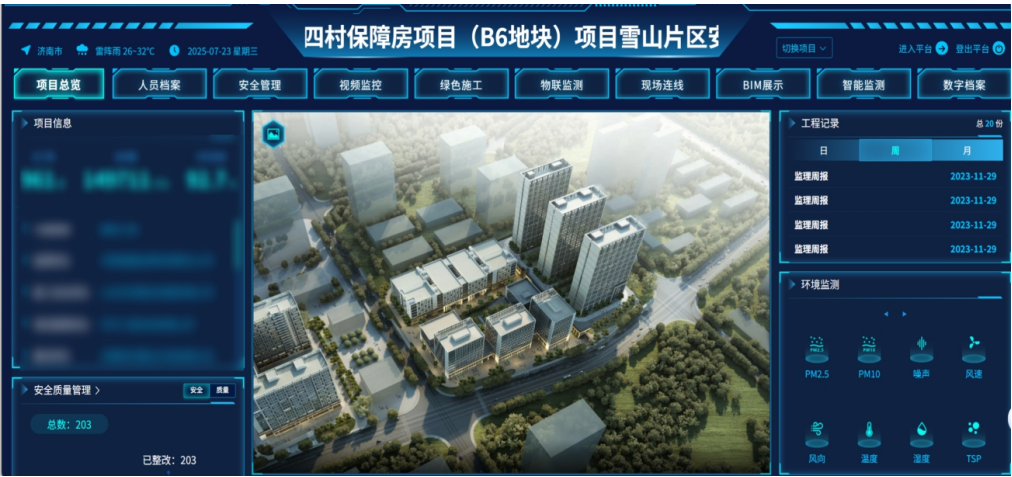 济南市 雷阵雨 26~32℃ 2025-07-23 星期三
四村保障房项目（B6地块）项目雪山片区安
切换项目
进入平台 登出平台
项目总览 人员档案 安全管理 视频监控 绿色施工 物联监测 现场连线 BIM展示 智能监测 数字档案
项目信息
安全质量管理 安全 质量
总数：203
已整改：203
工程记录 总 20 份
日 周 月
监理周报 2023-11-29
监理周报 2023-11-29
监理周报 2023-11-29
监理周报 2023-11-29
环境监测
PM2.5 PM10
PM2.5 PM10 噪声 风速
风向 温度 湿度 TSP